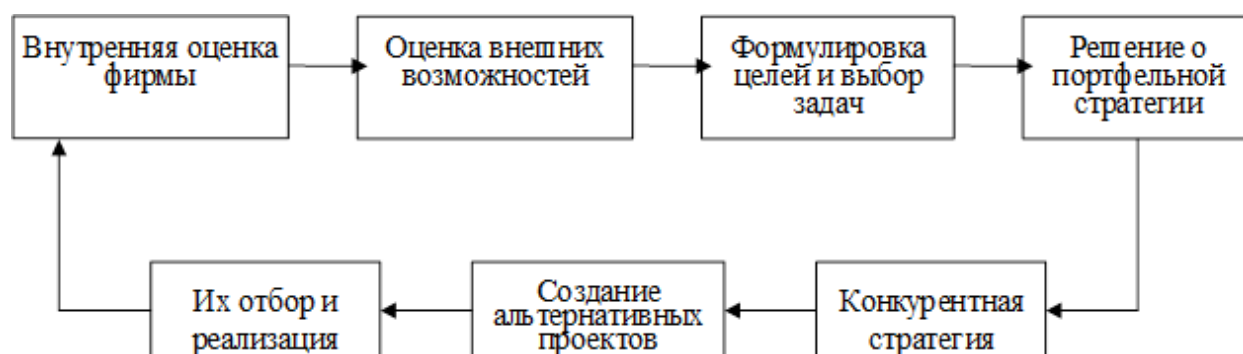 Внутренняя оценка
фирмы
Оценка внешних
возможностей
Формулировка
целей и выбор
задач
Решение о
портфельной
стратегии
Конкурентная
стратегия
Создание
альтернативных
проектов
Их отбор и
реализация